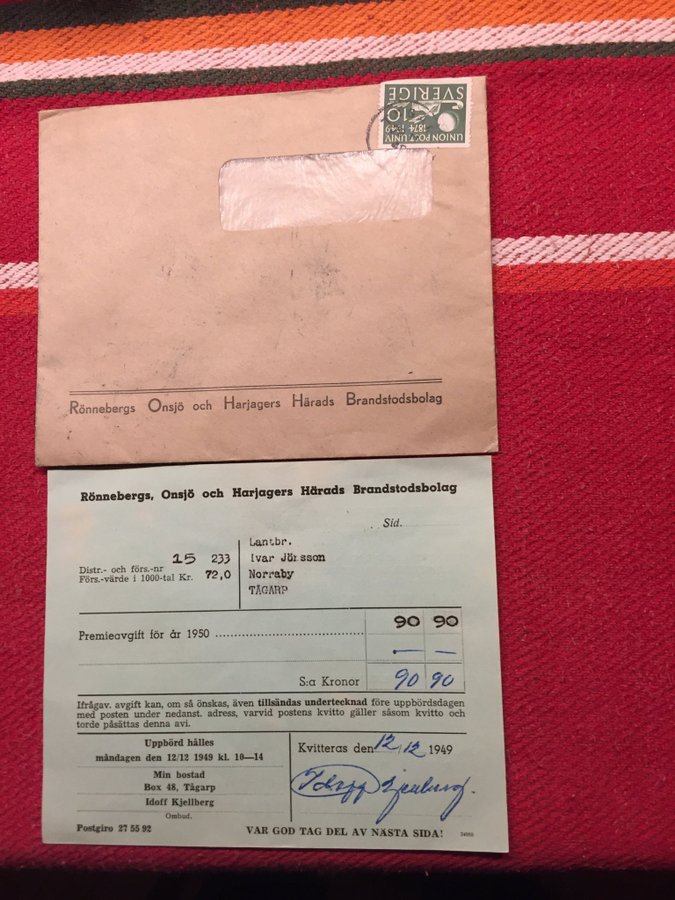 SVERIGE
10
1874 1949
UNION POST. UNIV
Rönnebergs Onsjö och Harjagers Härads Brandstodsbolag
Rönnebergs, Onsjö och Harjagers Härads Brandstodsbolag
Sid.
Lantbr.
Distr.- och förs.-nr 15 233 Ivar Jönsson
Förs.-värde i 1000-tal Kr. 72,0 Norraby
TÅGARP
90 90
Premieavgift för år 1950
— —
S:a Kronor 90 90
Ifrågav. avgift kan, om så önskas, även tillsändas undertecknad före uppbördsdagen
med posten under nedanst. adress, varvid postens kvitto gäller såsom kvitto och
torde påsättas denna avi.
Uppbörd hålles
måndagen den 12/12 1949 kl. 10—14
Min bostad
Box 48, Tågarp
Idoff Kjellberg
Ombud.
Postgiro 27 55 92
Kvitteras den 12/12 1949
Idoff Kjellberg.
VAR GOD TAG DEL AV NÄSTA SIDA!